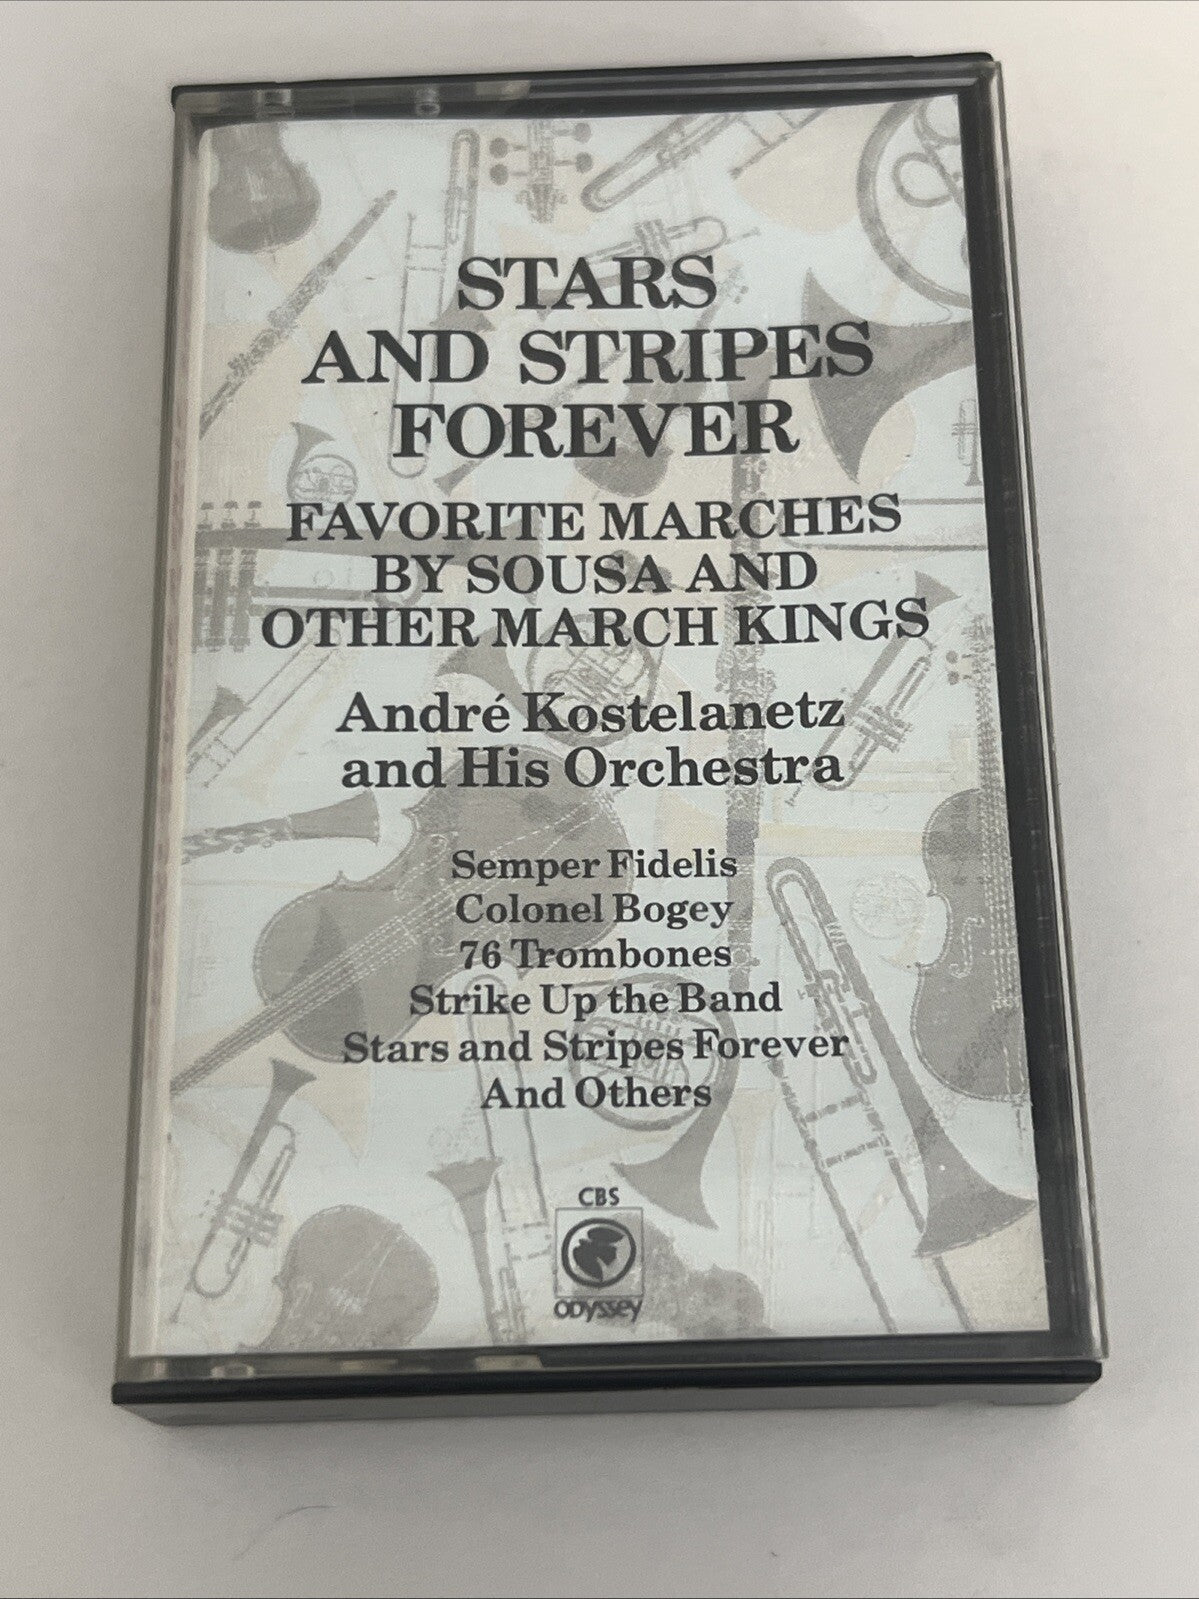 STARS
AND STRIPES
FOREVER
FAVORITE MARCHES
BY SOUSA AND
OTHER MARCH KINGS
André Kostelanetz
and His Orchestra
Semper Fidelis
Colonel Bogey
76 Trombones
Strike Up the Band
Stars and Stripes Forever
And Others
CBS
ODYSSEY